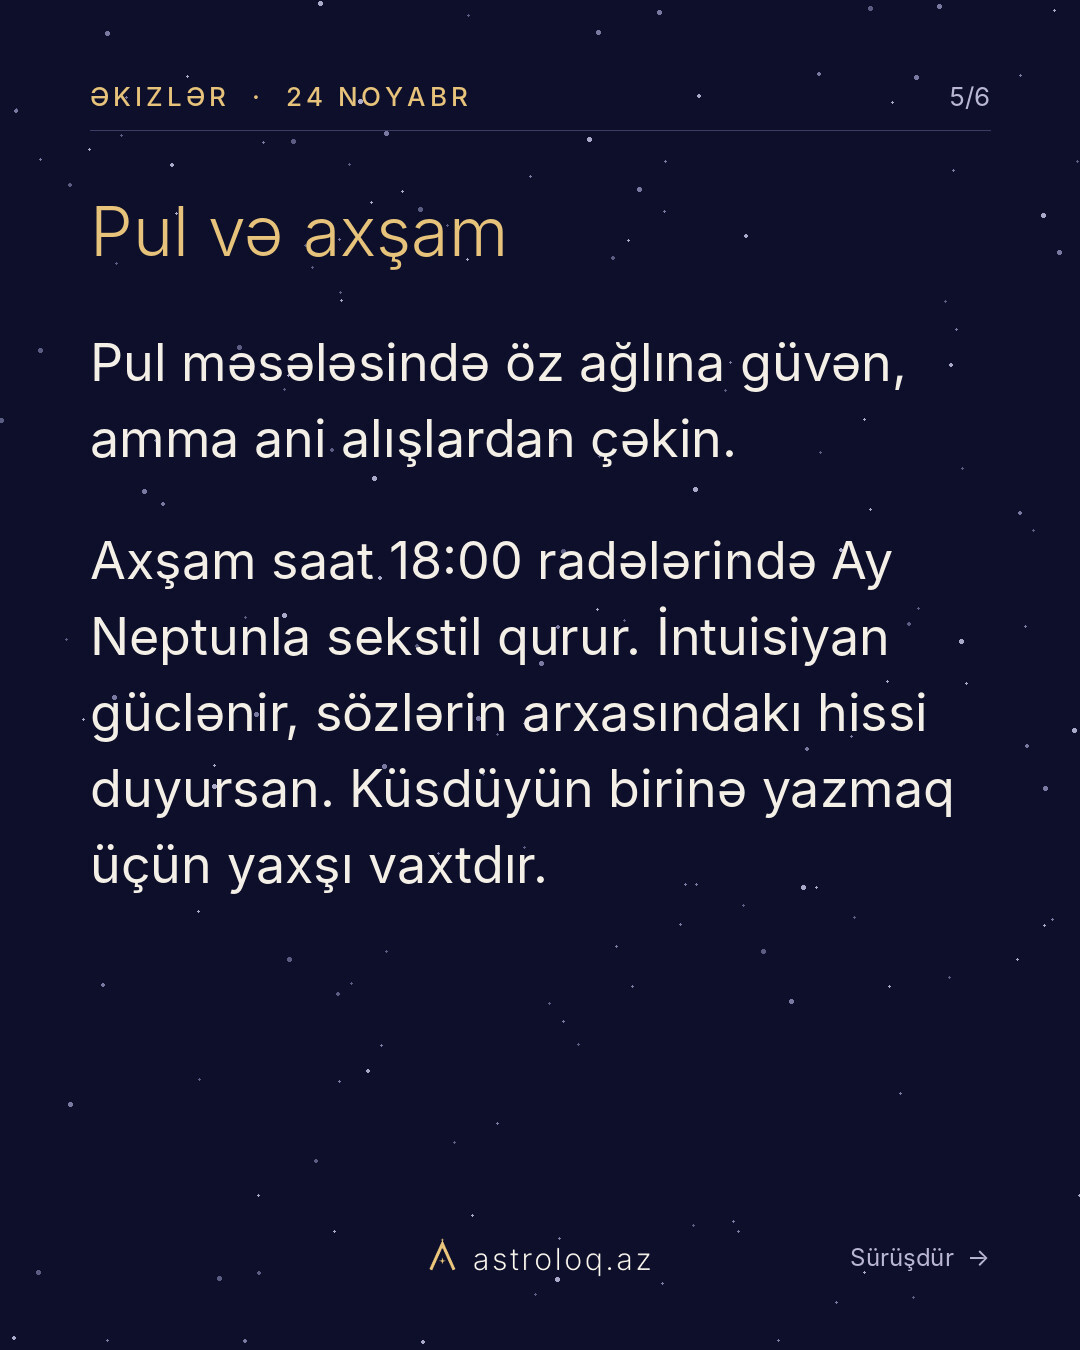 ƏKIZLƏR · 24 NOYABR 5/6
Pul və axşam
Pul məsələsində öz ağlına güvən,
amma ani alışlardan çəkin.
Axşam saat 18:00 radələrində Ay
Neptunla sekstil qurur. İntuisiyan
güclənir, sözlərin arxasındakı hissi
duyursan. Küsdüyün birinə yazmaq
üçün yaxşı vaxtdır.
astroloq.az Sürüşdür →